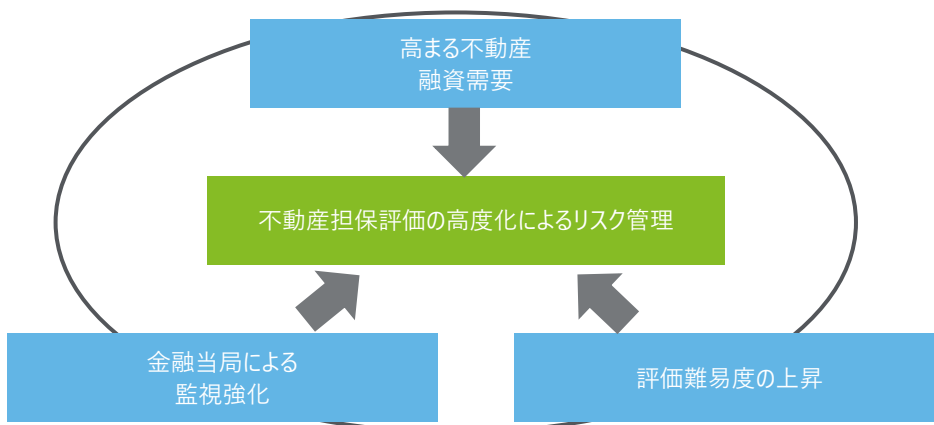 高まる不動産
融資需要
不動産担保評価の高度化によるリスク管理
金融当局による
監視強化
評価難易度の上昇